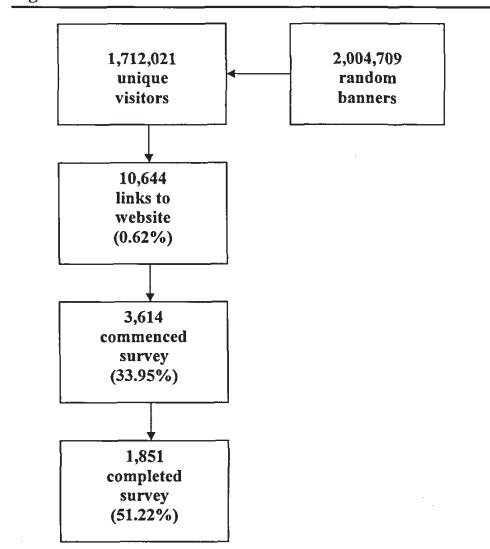 1,712,021
unique
visitors
2,004,709
random
banners
10,644
links to
website
(0.62%)
3,614
commenced
survey
(33.95%)
1,851
completed
survey
(51.22%)